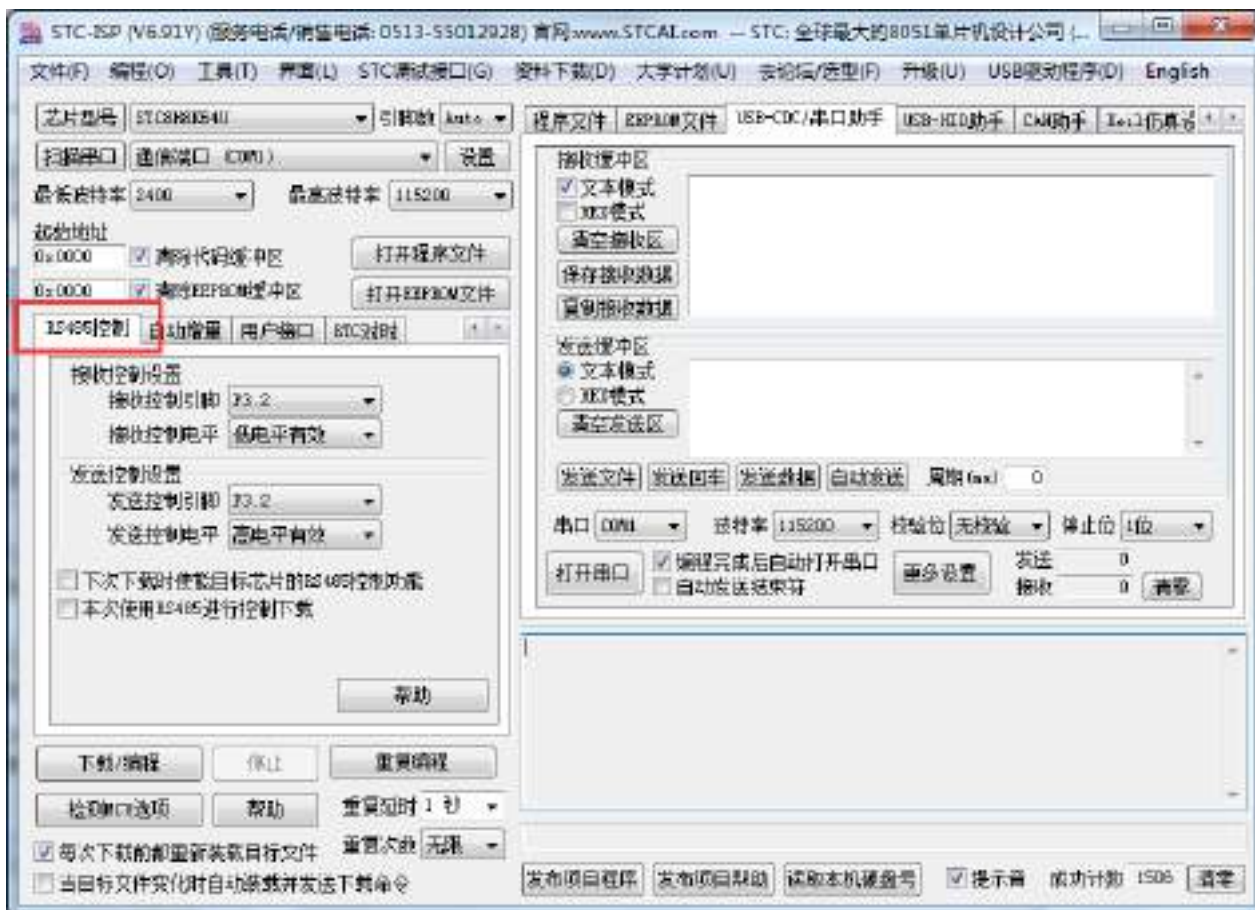 STC-ISP (V6.91Y) (服务电话/销售电话: 0513-55012928) 官网:www.STCAI.com -- STC: 全球最大的8051单片机设计公司 (...
文件(F) 编程(O) 工具(T) 界面(L) STC测试接口(G) 资料下载(D) 大学计划(U) 去论坛/选型(F) 升级(U) USB驱动程序(D) English
芯片型号 STC8H8K64U 引脚数 Auto
扫描串口 通信端口 (COM1) 设置
最低波特率 2400 最高波特率 115200
起始地址
0x0000 清除代码缓冲区 打开程序文件
0x0000 清除EEPROM缓冲区 打开EEPROM文件
RS485控制 自动增量 用户接口 RTC对时
接收控制设置
接收控制引脚 P3.2
接收控制电平 低电平有效
发送控制设置
发送控制引脚 P3.2
发送控制电平 高电平有效
下次下载时使能目标芯片的RS485控制功能
本次使用RS485进行控制下载
帮助
下载/编程 停止 重复编程
检测MCU选项 帮助 重复延时 1 秒
每次下载前都重新装载目标文件 重复次数 无限
当目标文件变化时自动装载并发送下载命令
程序文件 EEPROM文件 USB-CDC/串口助手 USB-HID助手 CAN助手 Keil仿真设
接收缓冲区
文本模式
HEX模式
清空接收区
保存接收数据
复制接收数据
发送缓冲区
文本模式
HEX模式
清空发送区
发送文件 发送回车 发送数据 自动发送 周期(ms) 0
串口 COM1 波特率 115200 校验位 无校验 停止位 1位
打开串口 编程完成后自动打开串口 更多设置 发送 0
自动发送结束符 接收 0 清零
发布项目程序 发布项目帮助 读取本机硬盘号 提示音 成功计数 1506 清零